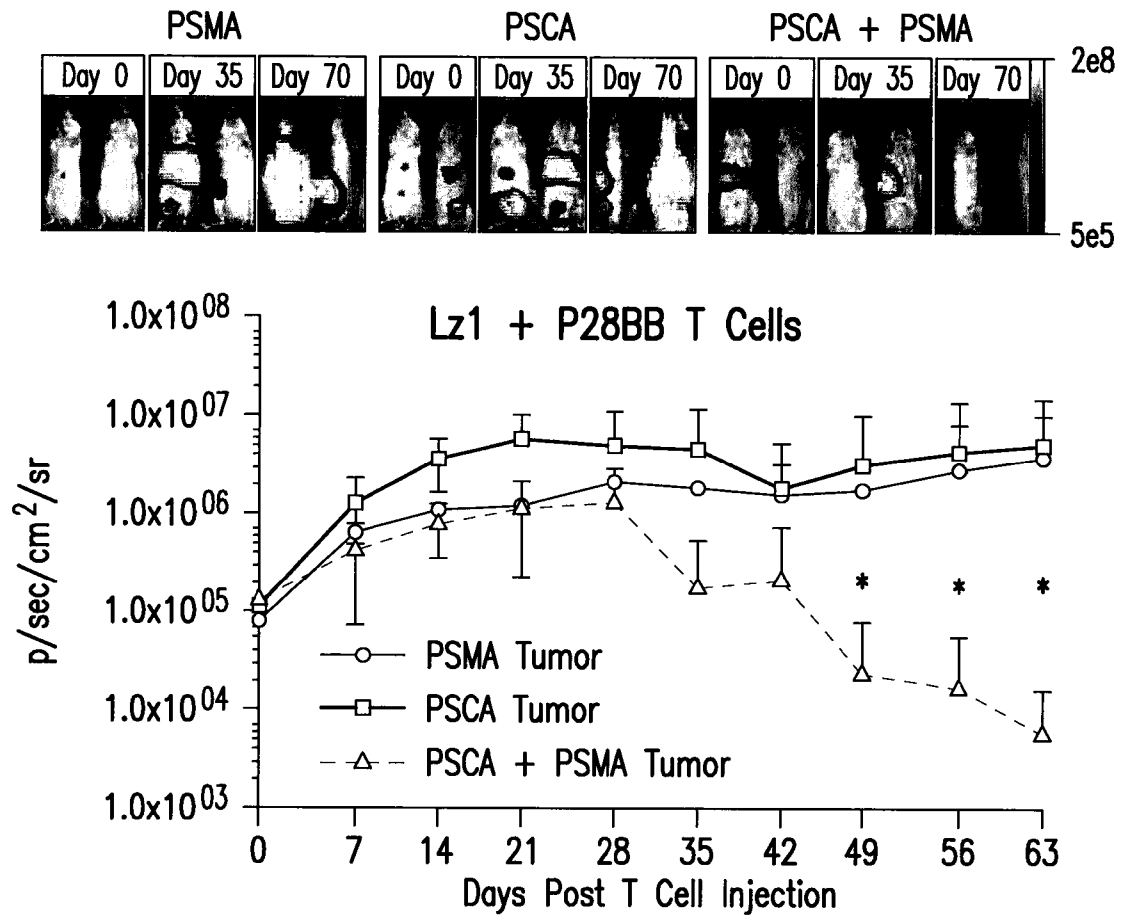 PSMA PSCA PSCA + PSMA
Day 0 Day 35 Day 70 Day 0 Day 35 Day 70 Day 0 Day 35 Day 70
2e8
5e5
Lz1 + P28BB T Cells
1.0x10^08
1.0x10^07
1.0x10^06
1.0x10^05
1.0x10^04
1.0x10^03
p/sec/cm²/sr
* * *
PSMA Tumor
PSCA Tumor
PSCA + PSMA Tumor
0 7 14 21 28 35 42 49 56 63
Days Post T Cell Injection